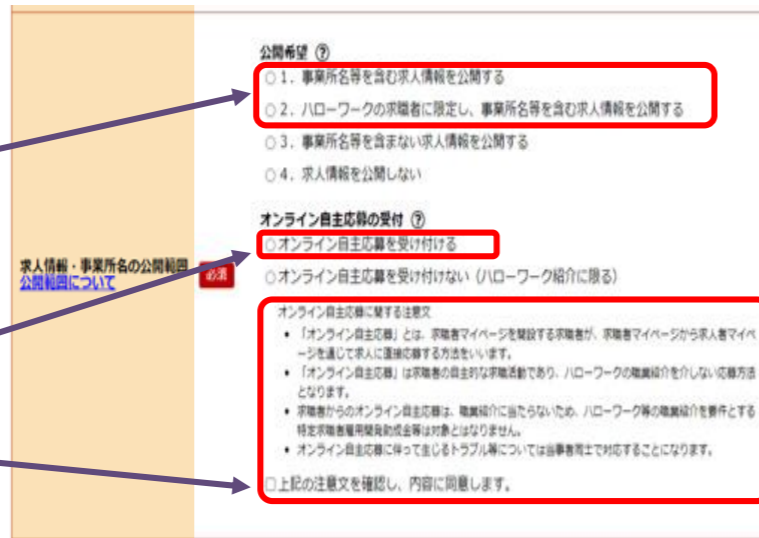 公開希望 ?
○1．事業所名等を含む求人情報を公開する
○2．ハローワークの求職者に限定し、事業所名等を含む求人情報を公開する
○3．事業所名等を含まない求人情報を公開する
○4．求人情報を公開しない
オンライン自主応募の受付 ?
○オンライン自主応募を受け付ける
求人情報・事業所名の公開範囲
公開範囲について
必須
○オンライン自主応募を受け付けない（ハローワーク紹介に限る）
オンライン自主応募に関する注意文
• 「オンライン自主応募」とは、求職者マイページを開設する求職者が、求職者マイページから求人者マイペ
ージを通じて求人に直接応募する方法をいいます。
• 「オンライン自主応募」は求職者の自主的な求職活動であり、ハローワークの職業紹介を介しない応募方法
となります。
• 求職者からのオンライン自主応募は、職業紹介に当たらないため、ハローワーク等の職業紹介を要件とする
特定求職者雇用開発助成金等は対象とはなりません。
• オンライン自主応募に伴って生じるトラブル等については当事者同士で対応することになります。
□上記の注意文を確認し、内容に同意します。